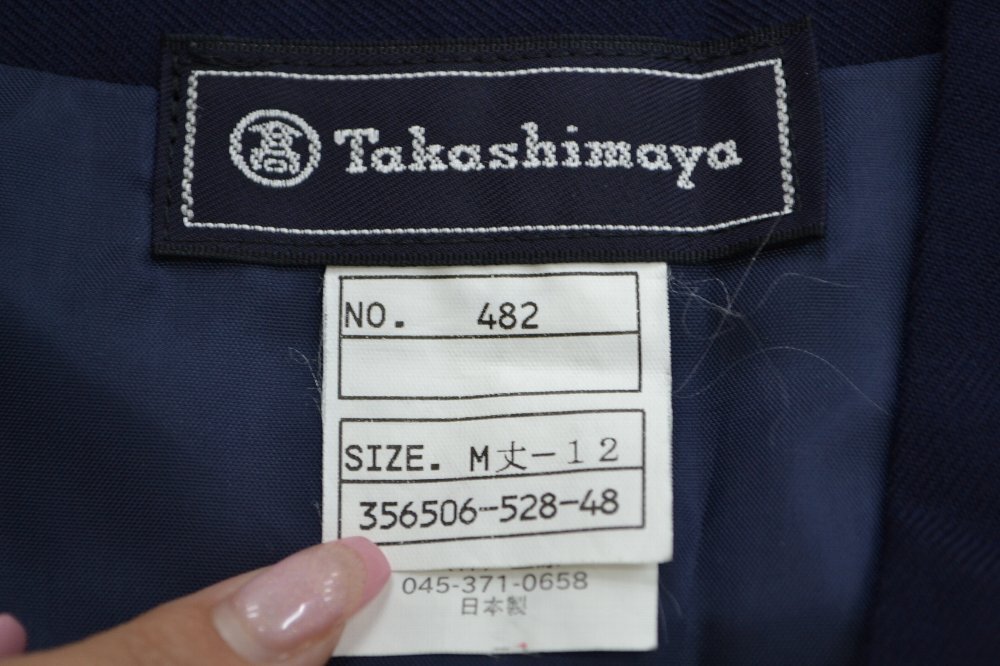 髙 Takashimaya
NO. 482
SIZE. M丈-12
356506-528-48
045-371-0658
日本製